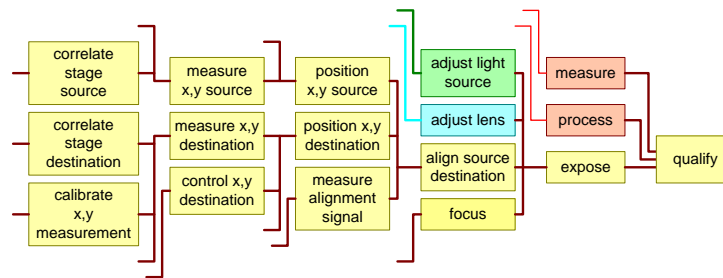 correlate
stage
source
measure
x,y source
position
x,y source
adjust light
source
measure
correlate
stage
destination
measure x,y
destination
position x,y
destination
adjust lens
process
calibrate
x,y
measurement
control x,y
destination
measure
alignment
signal
align source
destination
expose
qualify
focus